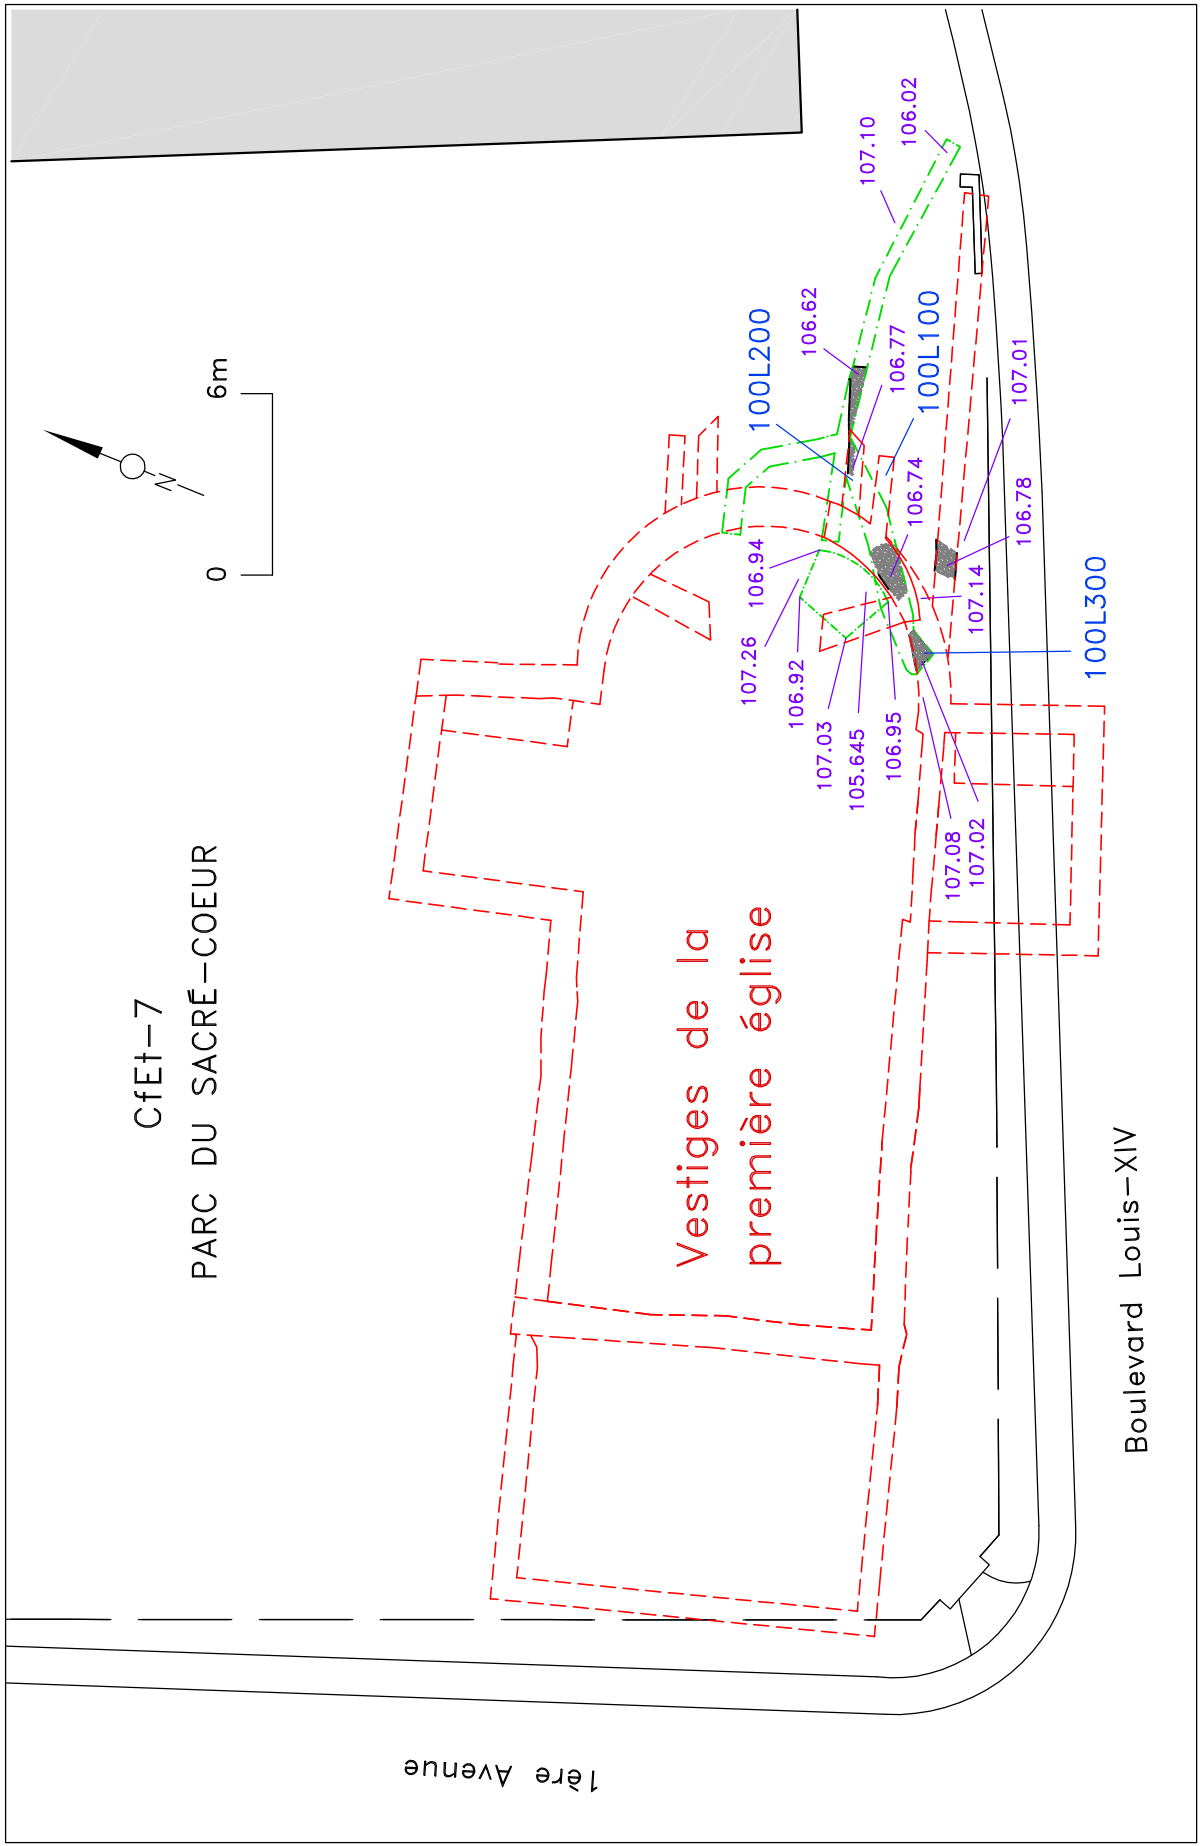 CfEt-7
PARC DU SACRÉ-COEUR
0
6m
N
Vestiges de la
première église
100L200
100L100
100L300
106.02
107.10
106.62
106.77
107.01
106.74
106.78
106.94
107.14
107.26
106.92
107.03
105.645
106.95
107.08
107.02
Boulevard Louis-XIV
1ère Avenue